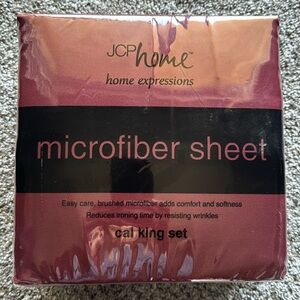 JCPhome™
home expressions
microfiber sheet
Easy care, brushed microfiber adds comfort and softness
Reduces ironing time by resisting wrinkles
cal king set